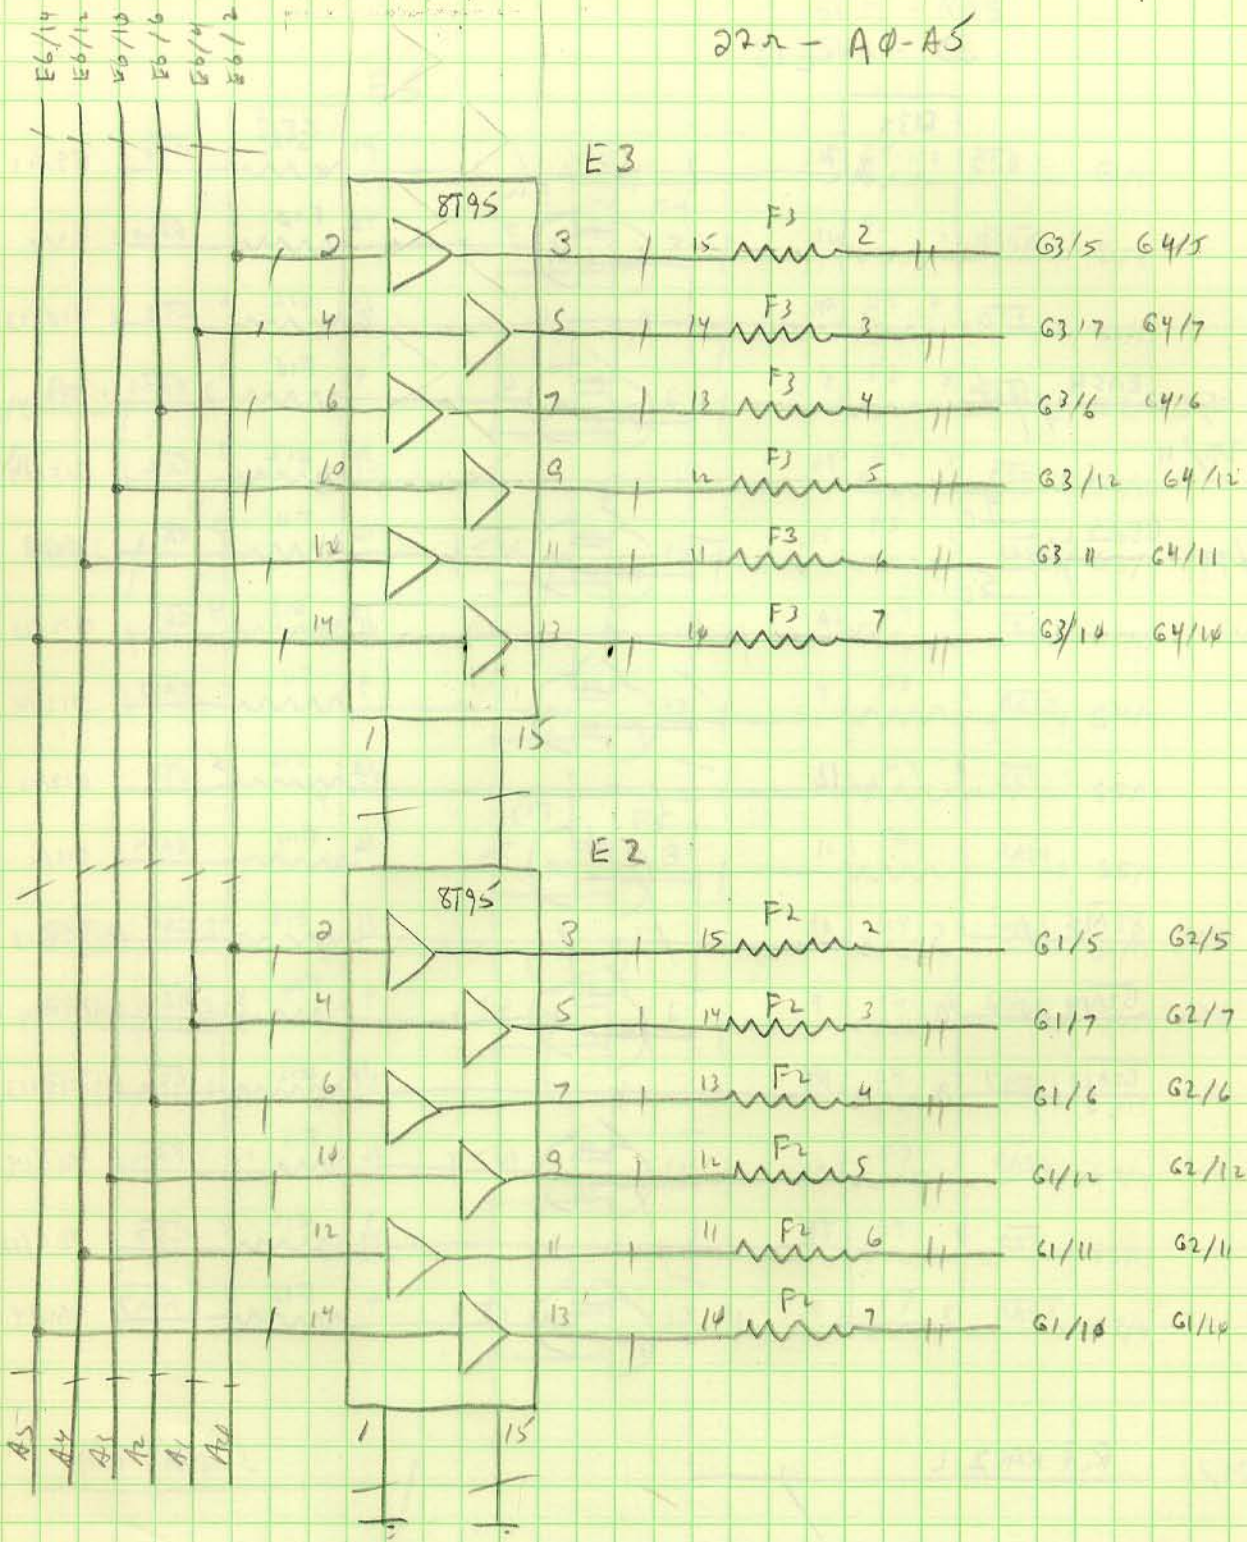 22Ω - AØ-A5
E6/14
E6/12
E6/10
E6/6
E6/4
E6/2
E3
8T95
2 3 15 F3 2 G3/5 G4/5
4 5 14 F3 3 G3/7 G4/7
6 7 13 F3 4 G3/6 G4/6
10 9 12 F3 5 G3/12 G4/12
12 11 11 F3 6 G3 11 G4/11
14 13 1Ø F3 7 G3/1Ø G4/1Ø
1 15
E2
8T95
2 3 15 F2 2 G1/5 G2/5
4 5 14 F2 3 G1/7 G2/7
6 7 13 F2 4 G1/6 G2/6
10 9 12 F2 5 G1/12 G2/12
12 11 11 F2 6 G1/11 G2/11
14 13 1Ø F2 7 G1/1Ø G1/1Ø
1 15
A5
A4
A3
A2
A1
AØ